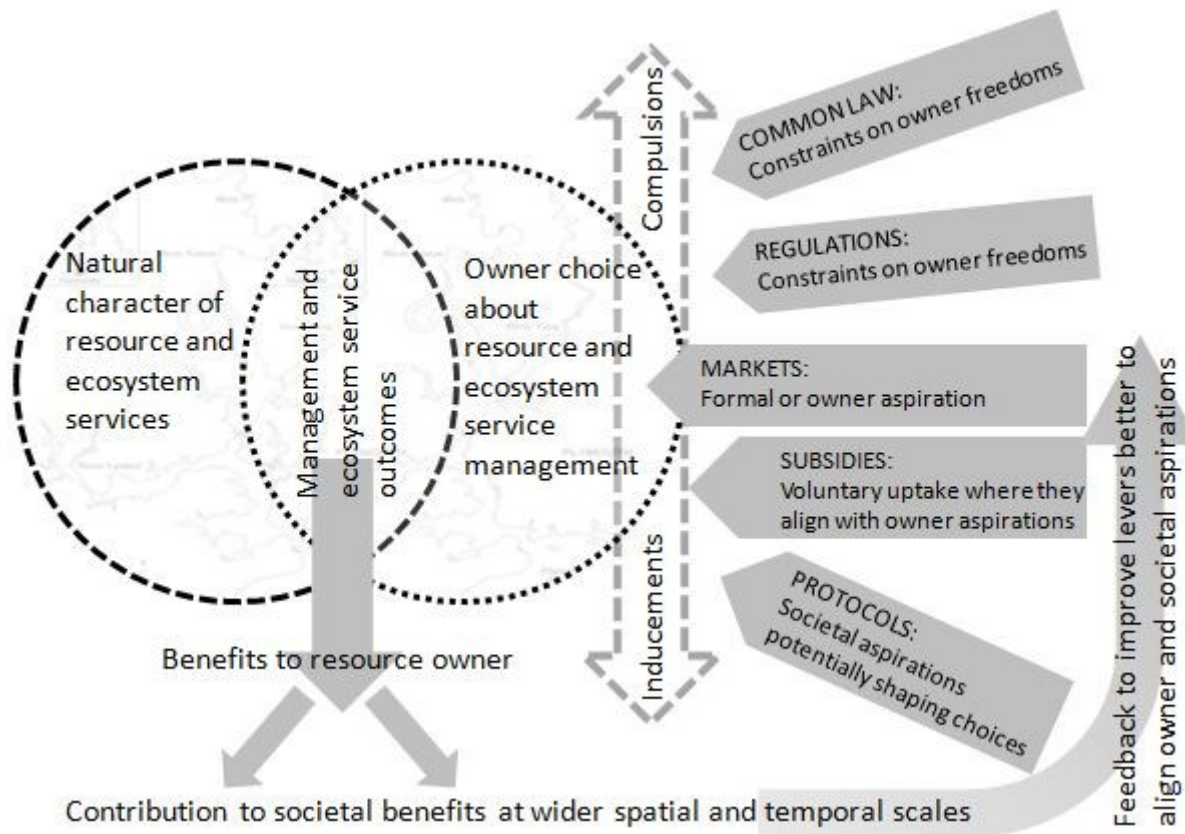 Natural
character of
resource and
ecosystem
services
Management and
ecosystem service
outcomes
Owner choice
about
resource and
ecosystem
service
management
Compulsions
Inducements
COMMON LAW:
Constraints on owner freedoms
REGULATIONS:
Constraints on owner freedoms
MARKETS:
Formal or owner aspiration
SUBSIDIES:
Voluntary uptake where they
align with owner aspirations
PROTOCOLS:
Societal aspirations
potentially shaping choices
Feedback to improve levers better to
align owner and societal aspirations
Benefits to resource owner
Contribution to societal benefits at wider spatial and temporal scales